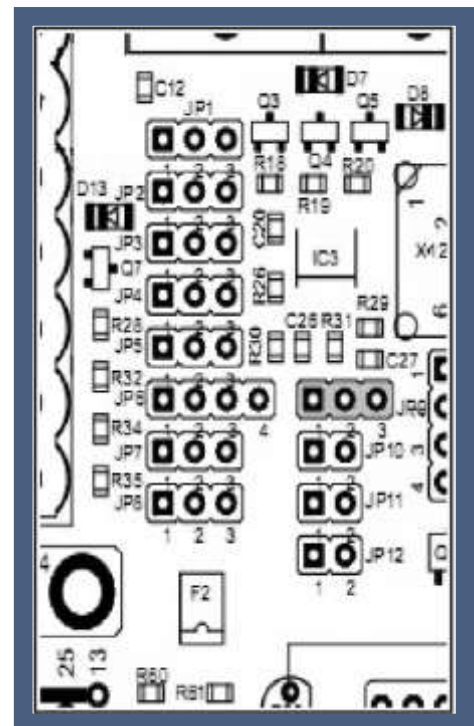 C12
D7
JP1
Q3
Q5
D8
R18
Q4
R20
1 2 3
D13
JP2
R19
1
2
1 2 3
JP3
C20
IC3
X12
Q7
1 2 3
JP4
R26
R29
6
1 2 3
R28
JP5
R30
C26
R31
C27
1
1 2 3
R32
JP6
4
JP9
1 2 3
R34
JP7
JP10
3
1 2 3
1 2
R35
JP8
JP11
4
1 2 3
1 2
JP12
Q
4
F2
1 2
25
13
R60
R61